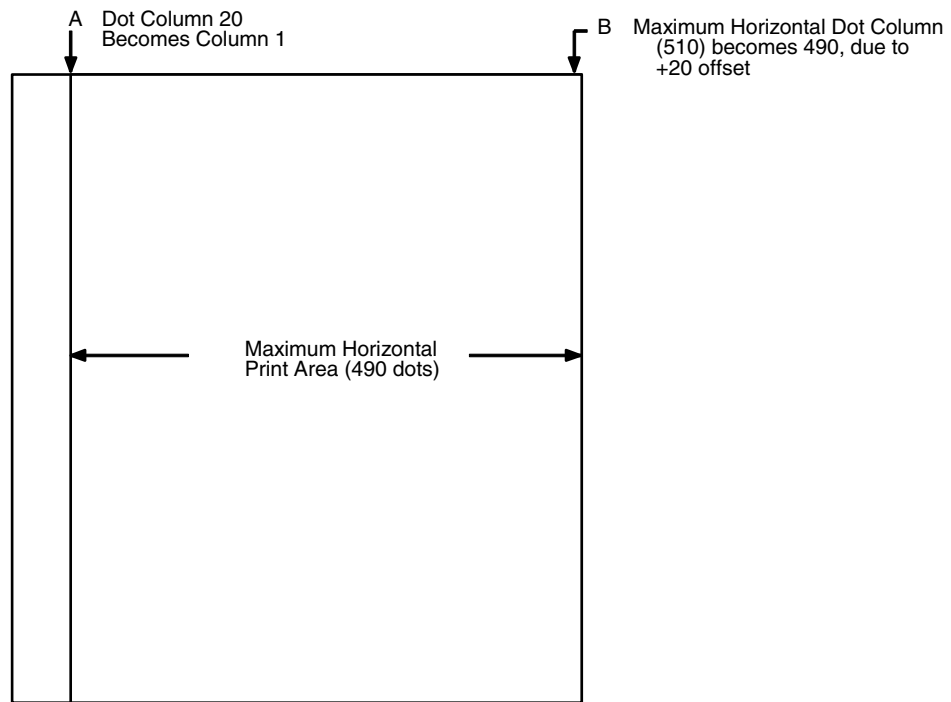 A Dot Column 20
Becomes Column 1
B Maximum Horizontal Dot Column
(510) becomes 490, due to
+20 offset
Maximum Horizontal
Print Area (490 dots)